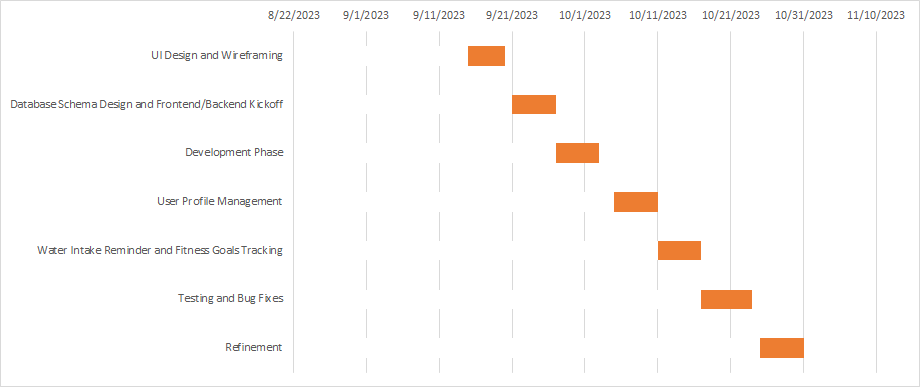 8/22/2023 9/1/2023 9/11/2023 9/21/2023 10/1/2023 10/11/2023 10/21/2023 10/31/2023 11/10/2023
UI Design and Wireframing
Database Schema Design and Frontend/Backend Kickoff
Development Phase
User Profile Management
Water Intake Reminder and Fitness Goals Tracking
Testing and Bug Fixes
Refinement